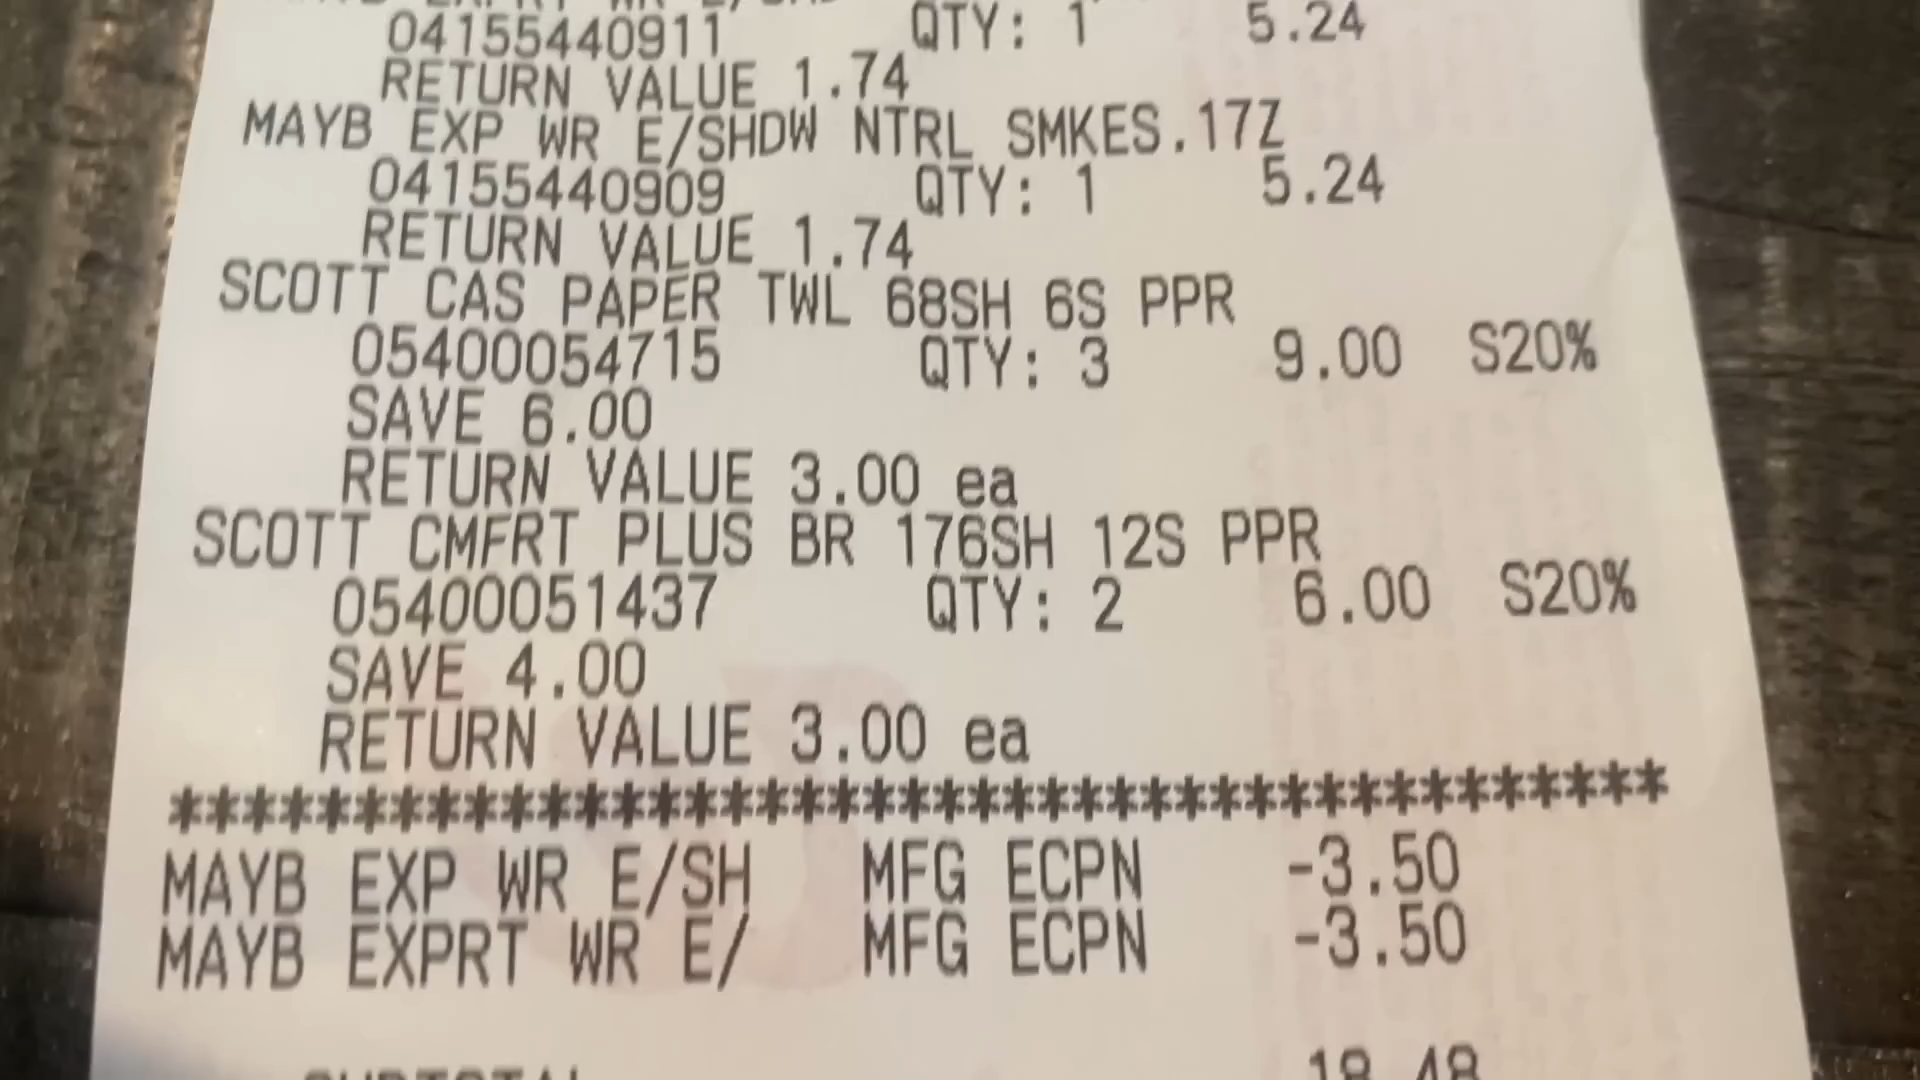 04155440911 QTY: 1 5.24
RETURN VALUE 1.74
MAYB EXP WR E/SHDW NTRL SMKES.17Z
04155440909 QTY: 1 5.24
RETURN VALUE 1.74
SCOTT CAS PAPER TWL 68SH 6S PPR
05400054715 QTY: 3 9.00 S20%
SAVE 6.00
RETURN VALUE 3.00 ea
SCOTT CMFRT PLUS BR 176SH 12S PPR
05400051437 QTY: 2 6.00 S20%
SAVE 4.00
RETURN VALUE 3.00 ea
*****************************************
MAYB EXP WR E/SH MFG ECPN -3.50
MAYB EXPRT WR E/ MFG ECPN -3.50
SUBTOTAL 18.48